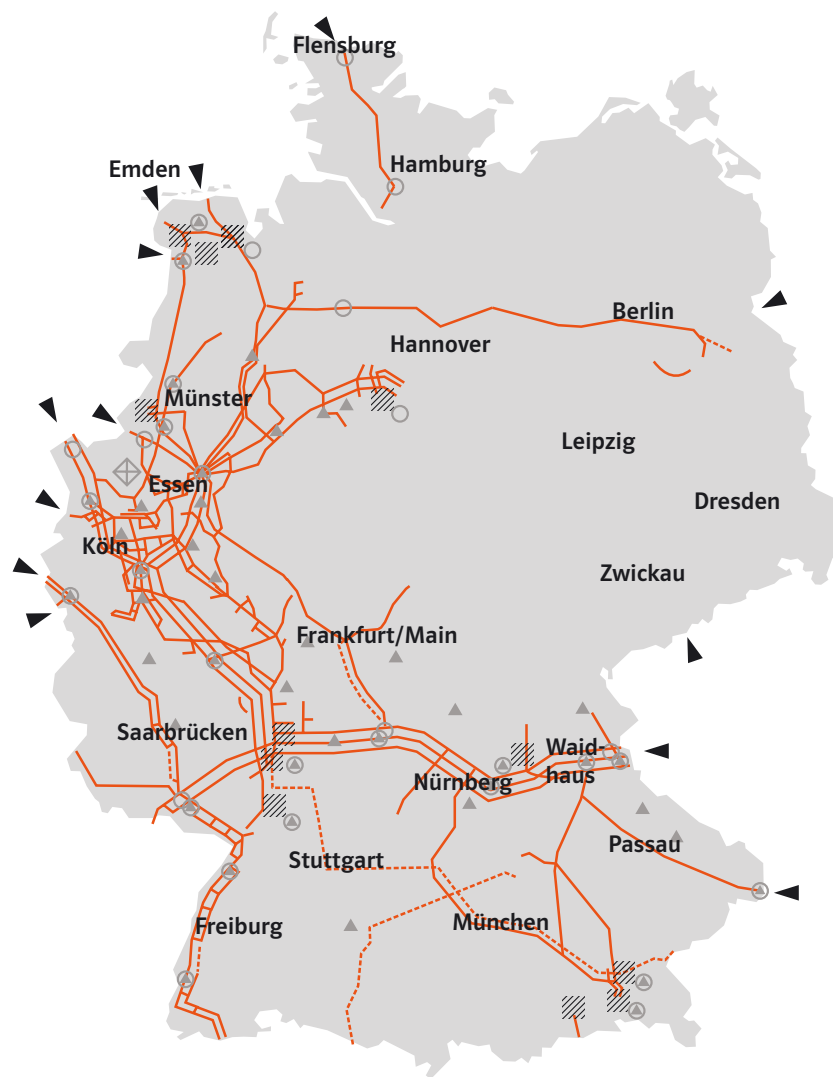 Flensburg
Hamburg
Emden
Berlin
Hannover
Münster
Leipzig
Essen
Dresden
Köln
Zwickau
Frankfurt/Main
Saarbrücken
Waid-
haus
Nürnberg
Passau
Stuttgart
München
Freiburg